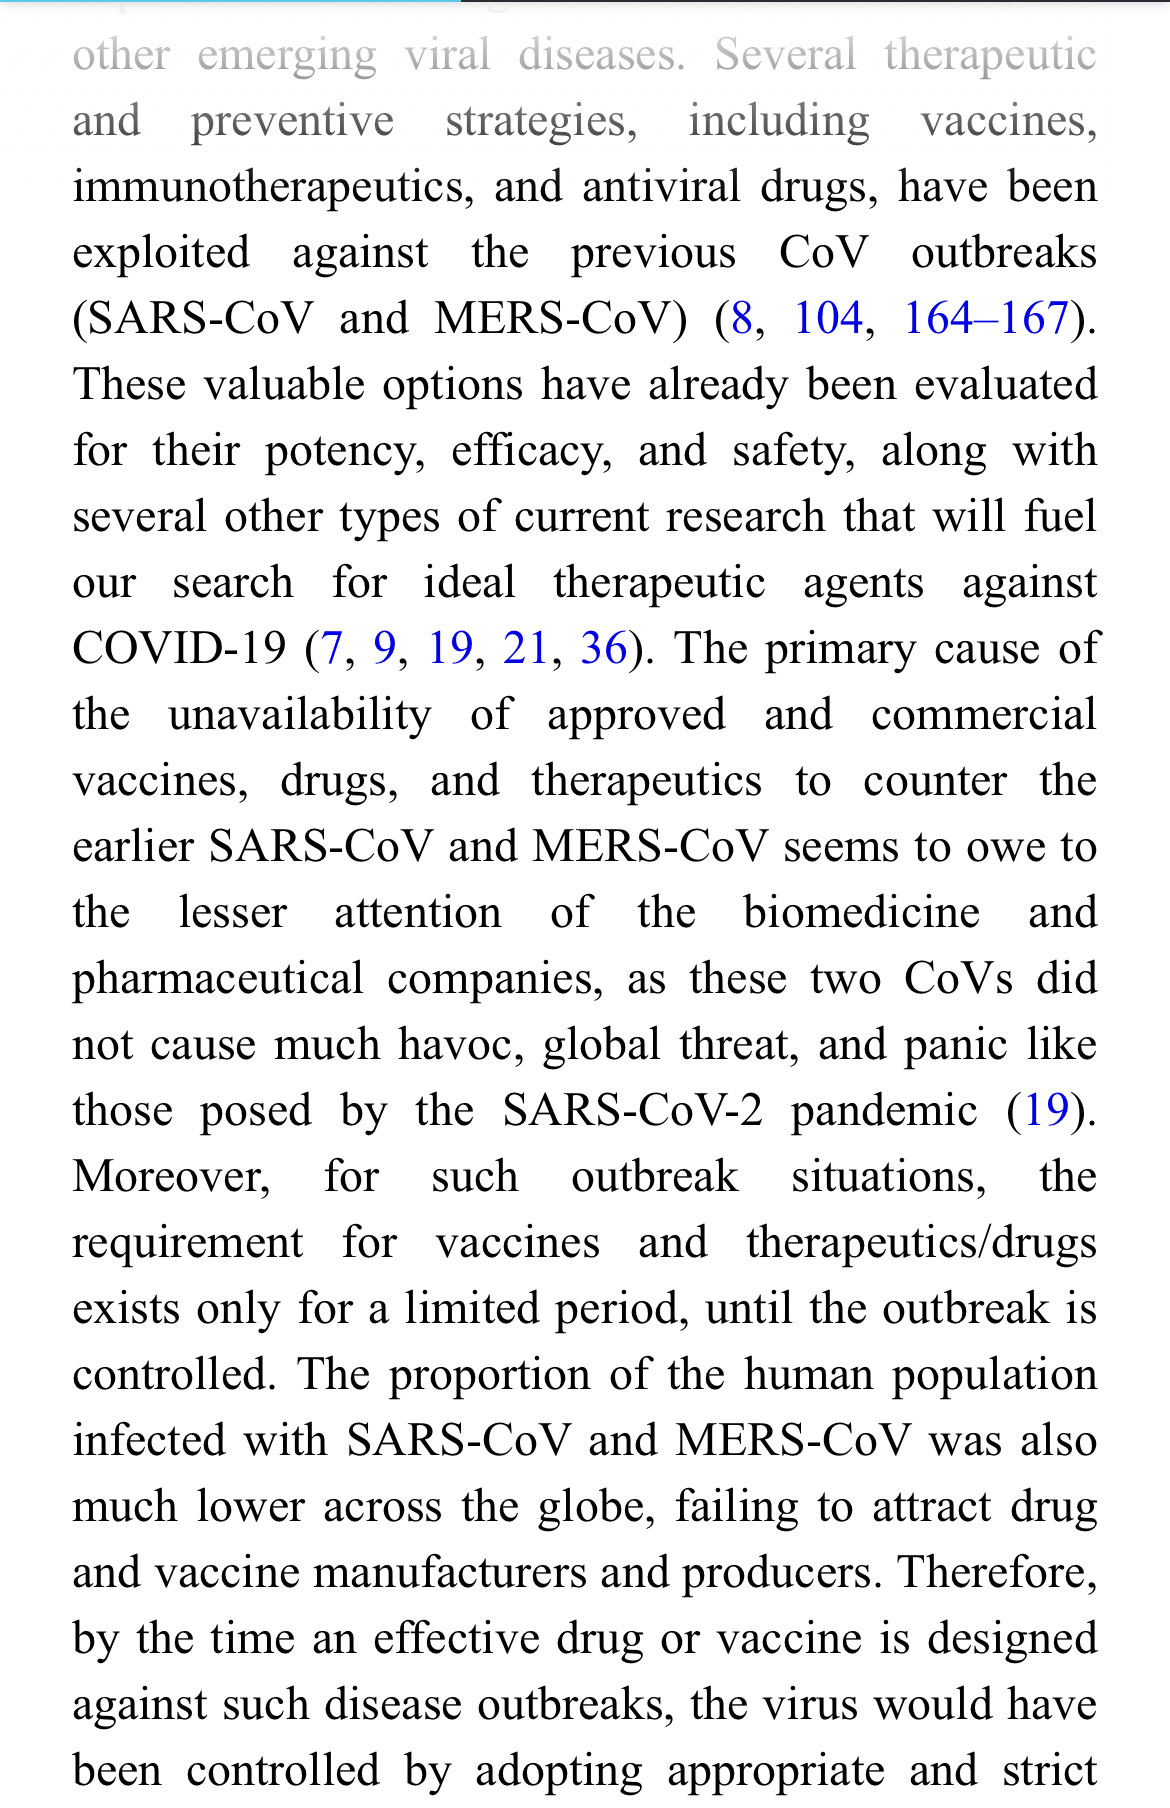 other emerging viral diseases. Several therapeutic
and preventive strategies, including vaccines,
immunotherapeutics, and antiviral drugs, have been
exploited against the previous CoV outbreaks
(SARS-CoV and MERS-CoV) (8, 104, 164–167).
These valuable options have already been evaluated
for their potency, efficacy, and safety, along with
several other types of current research that will fuel
our search for ideal therapeutic agents against
COVID-19 (7, 9, 19, 21, 36). The primary cause of
the unavailability of approved and commercial
vaccines, drugs, and therapeutics to counter the
earlier SARS-CoV and MERS-CoV seems to owe to
the lesser attention of the biomedicine and
pharmaceutical companies, as these two CoVs did
not cause much havoc, global threat, and panic like
those posed by the SARS-CoV-2 pandemic (19).
Moreover, for such outbreak situations, the
requirement for vaccines and therapeutics/drugs
exists only for a limited period, until the outbreak is
controlled. The proportion of the human population
infected with SARS-CoV and MERS-CoV was also
much lower across the globe, failing to attract drug
and vaccine manufacturers and producers. Therefore,
by the time an effective drug or vaccine is designed
against such disease outbreaks, the virus would have
been controlled by adopting appropriate and strict